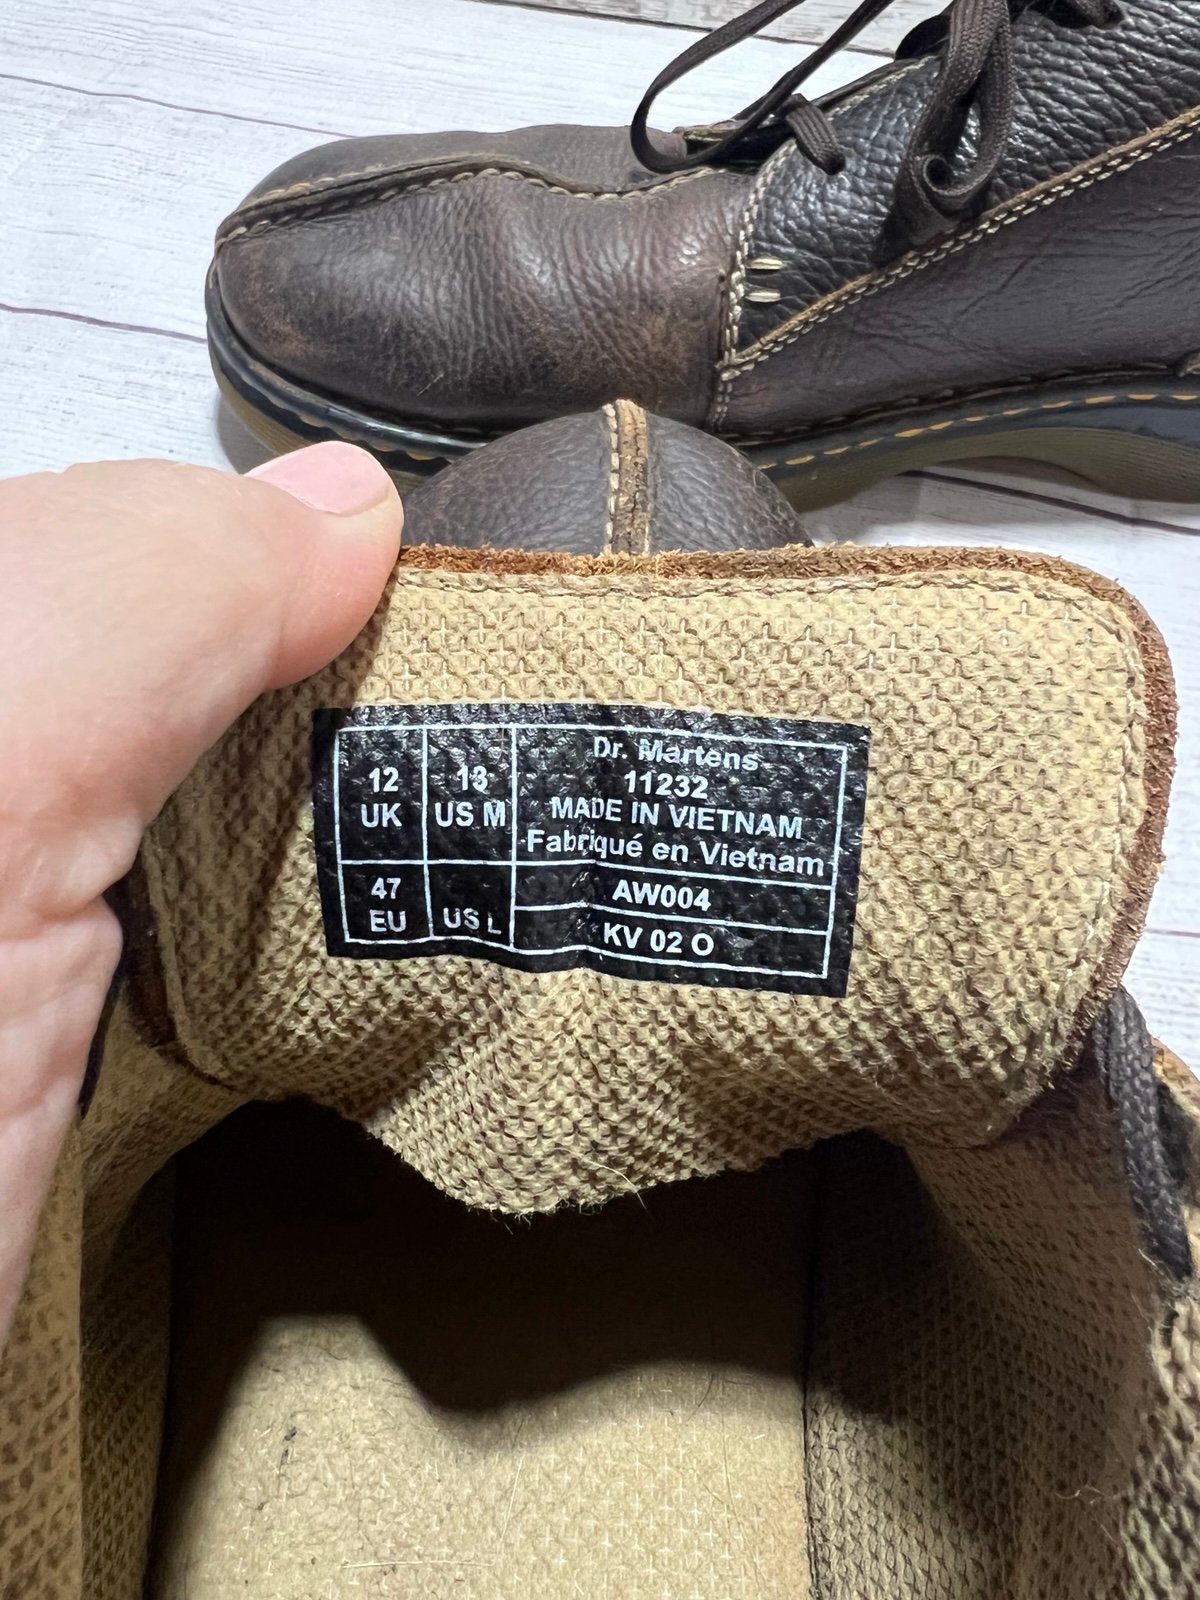 12
UK
13
US M
Dr. Martens
11232
MADE IN VIETNAM
Fabriqué en Vietnam
47
EU
US L
AW004
KV 02 O